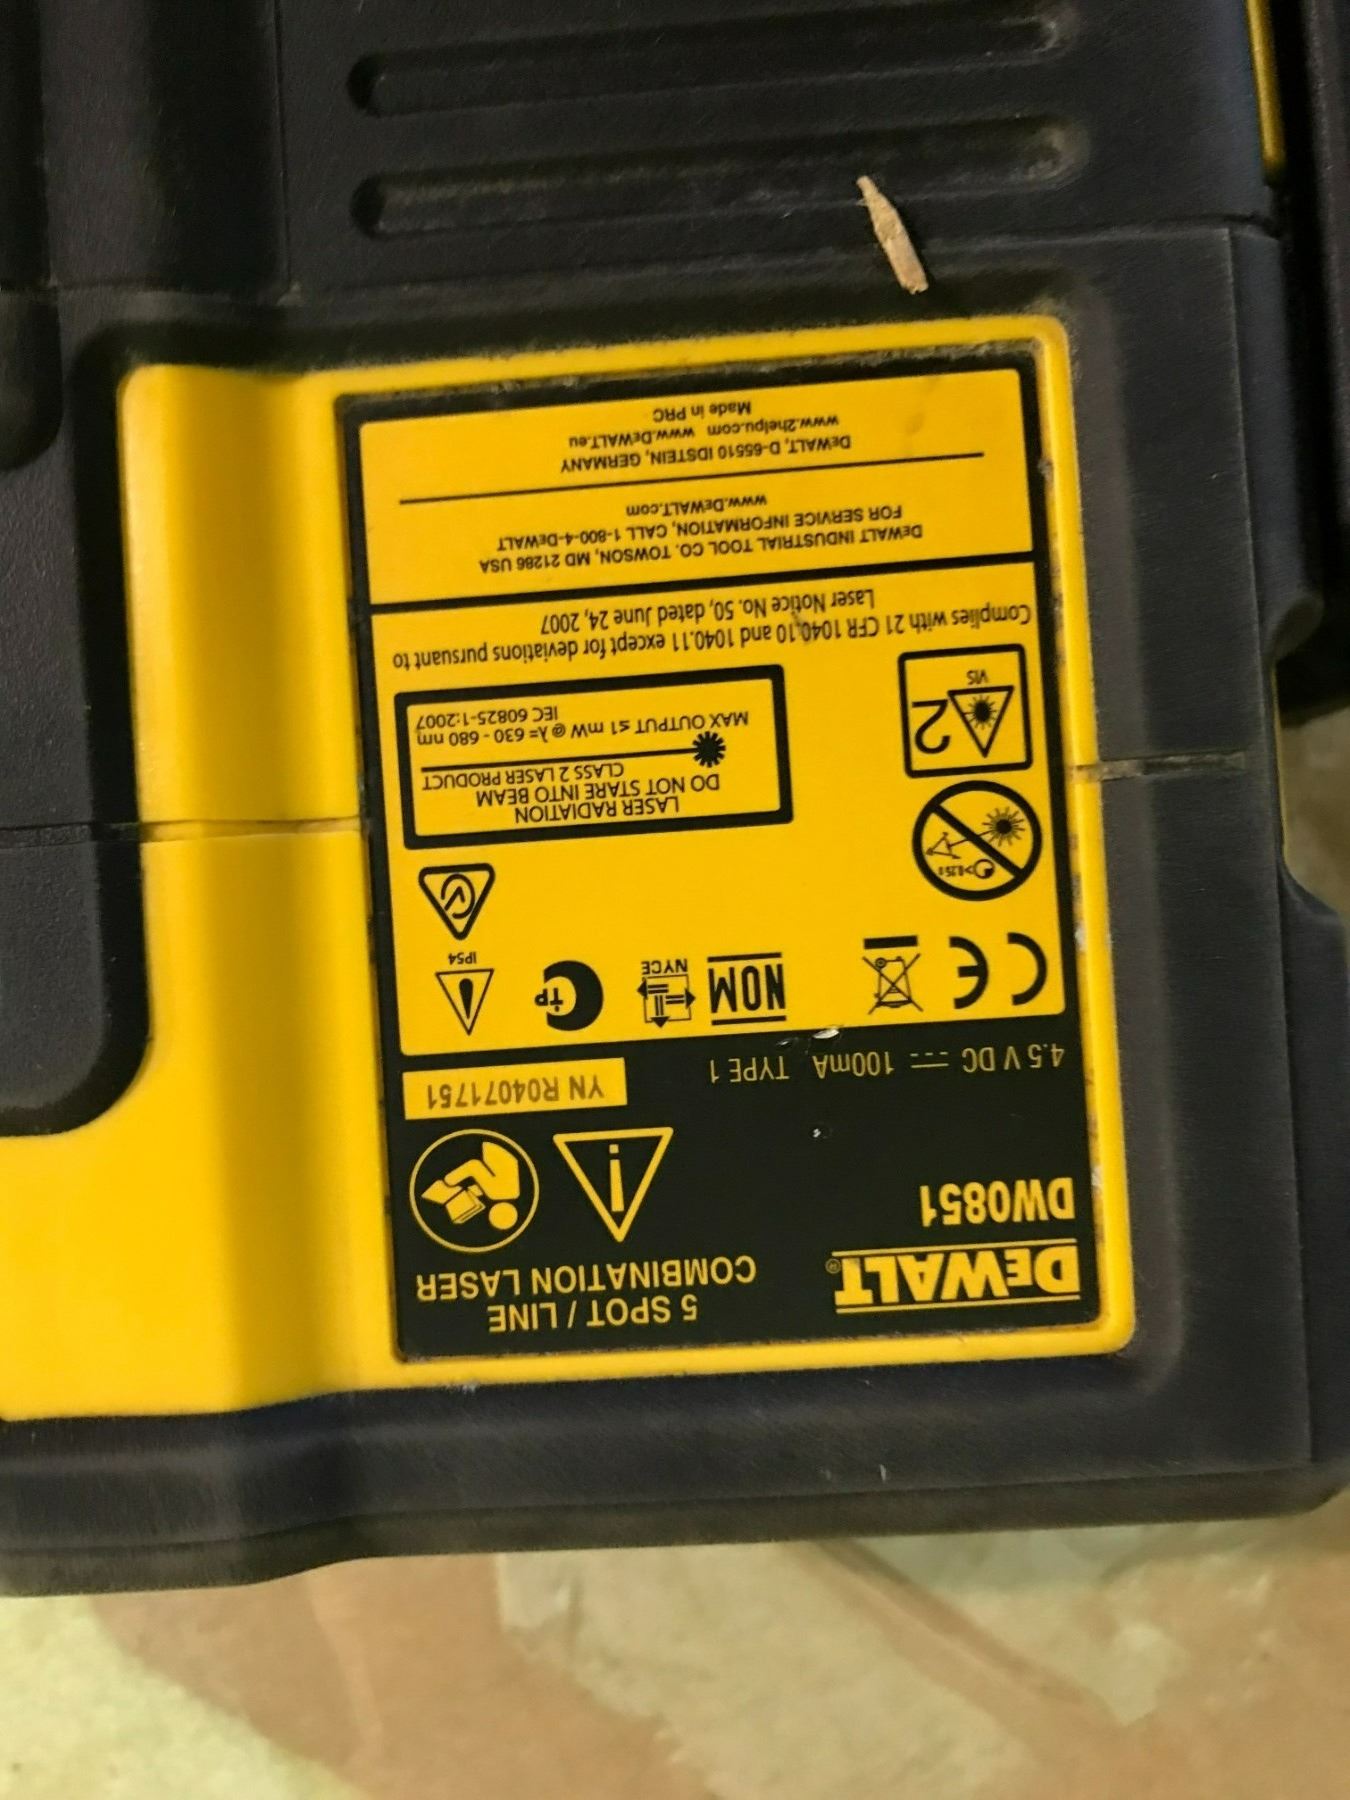 DEWALT®
DW0851
5 SPOT / LINE
COMBINATION LASER
i
4.5 V DC ⎓ 100mA TYPE 1
YN R04071751
CE
NOM
NYCE
IP54
>0.25 s
LASER RADIATION
DO NOT STARE INTO BEAM
CLASS 2 LASER PRODUCT
MAX OUTPUT ≤1 mW @ λ= 630 - 680 nm
IEC 60825-1:2007
2
VIS
Complies with 21 CFR 1040.10 and 1040.11 except for deviations pursuant to
Laser Notice No. 50, dated June 24, 2007
DeWALT INDUSTRIAL TOOL CO. TOWSON, MD 21286 USA
FOR SERVICE INFORMATION, CALL 1-800-4-DeWALT
www.DeWALT.com
DeWALT, D-65510 IDSTEIN, GERMANY
www.2helpu.com www.DeWALT.eu
Made in PRC